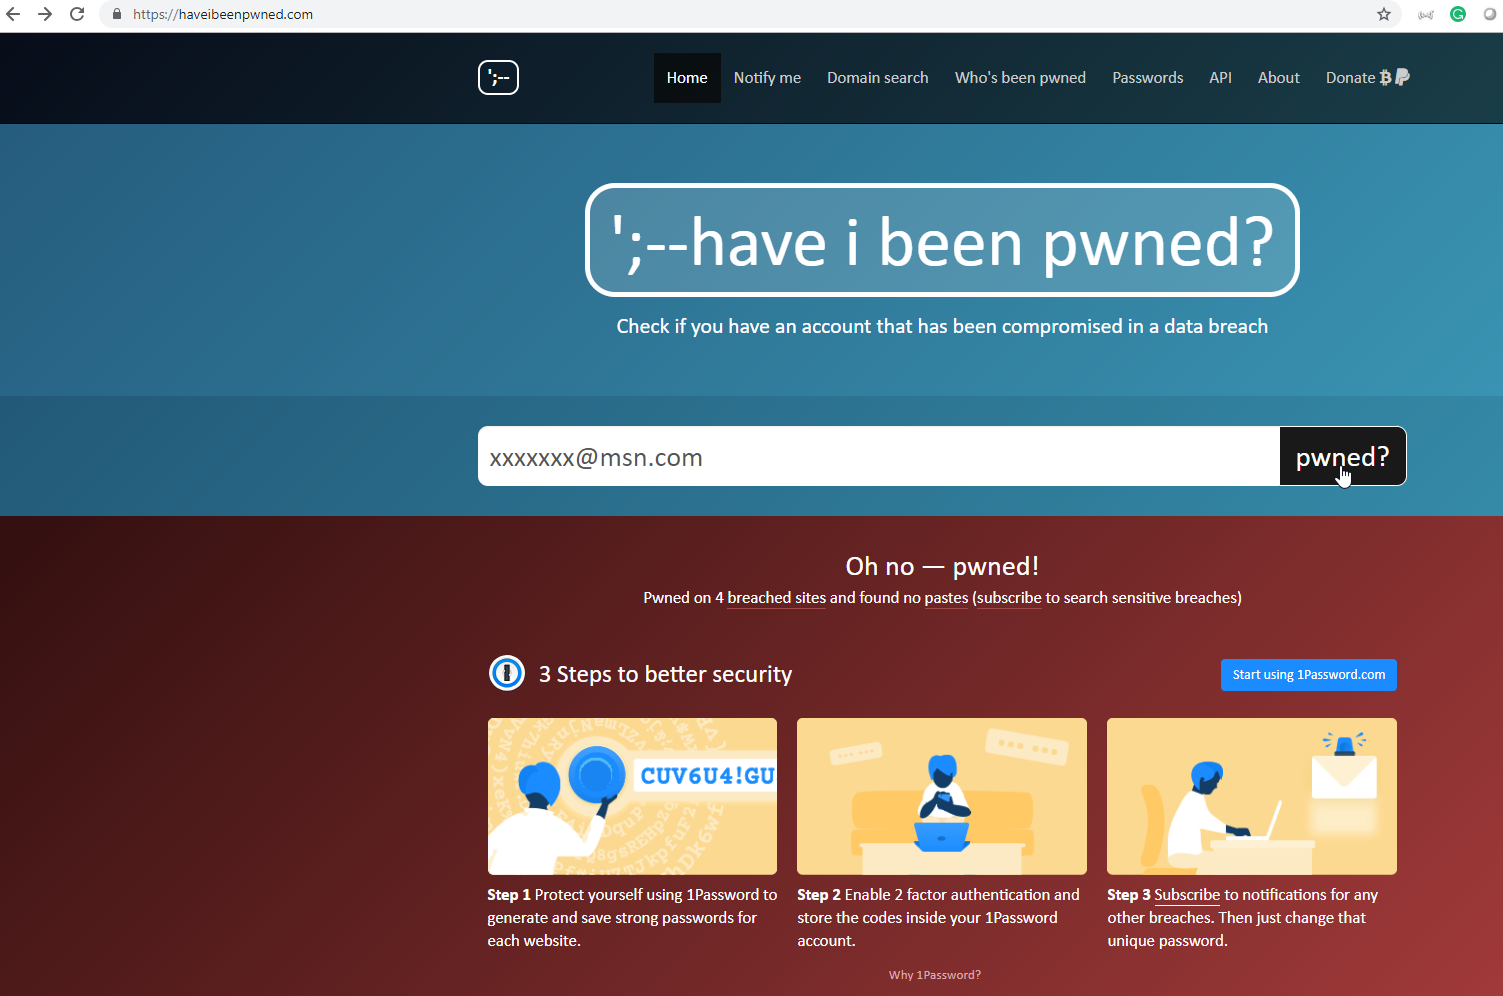 https://haveibeenpwned.com
';--
Home Notify me Domain search Who's been pwned Passwords API About Donate
';--have i been pwned?
Check if you have an account that has been compromised in a data breach
xxxxxxx@msn.com pwned?
Oh no — pwned!
Pwned on 4 breached sites and found no pastes (subscribe to search sensitive breaches)
3 Steps to better security
Start using 1Password.com
CUV6U4!GU
Step 1 Protect yourself using 1Password to
generate and save strong passwords for
each website.
Step 2 Enable 2 factor authentication and
store the codes inside your 1Password
account.
Step 3 Subscribe to notifications for any
other breaches. Then just change that
unique password.
Why 1Password?